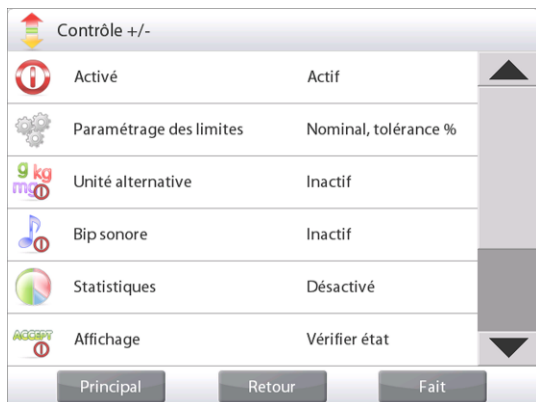 Contrôle +/-
Activé Actif
Paramétrage des limites Nominal, tolérance %
g kg mg Unité alternative Inactif
Bip sonore Inactif
Statistiques Désactivé
ACCEPT Affichage Vérifier état
Principal Retour Fait